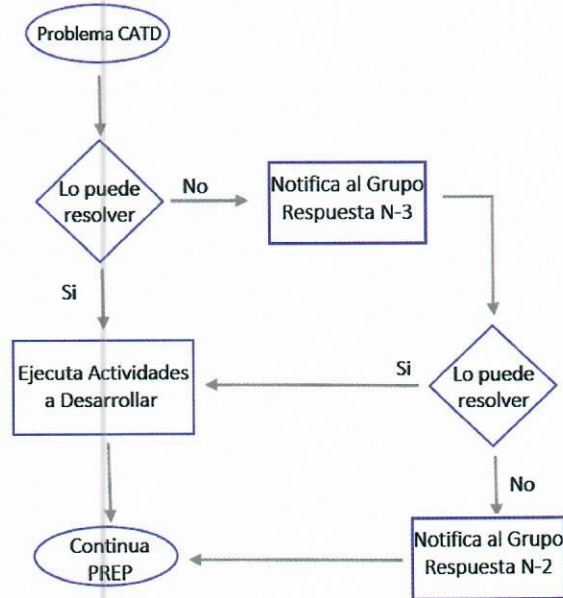 Problema CATD
Lo puede
resolver
No
Notifica al Grupo
Respuesta N-3
Si
Ejecuta Actividades
a Desarrollar
Si
Lo puede
resolver
No
Continua
PREP
Notifica al Grupo
Respuesta N-2